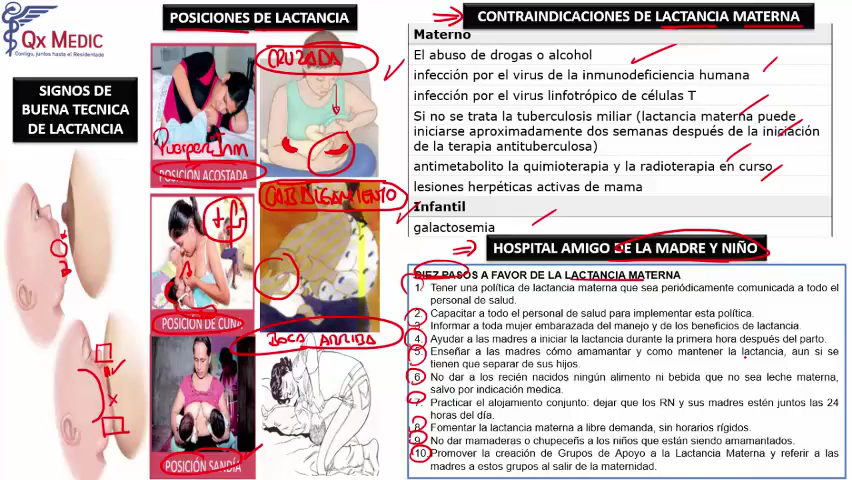 Qx MEDIC
Contigo, juntos hasta el Residentado
SIGNOS DE
BUENA TECNICA
DE LACTANCIA
POSICIONES DE LACTANCIA
CRUZADA
Puerperio Inm
POSICIÓN ACOSTADA
CABALGAMIENTO
+ fr
POSICIÓN DE CUNA
BOCA ARRIBA
POSICIÓN SANDÍA
CONTRAINDICACIONES DE LACTANCIA MATERNA
Materno
El abuso de drogas o alcohol
infección por el virus de la inmunodeficiencia humana
infección por el virus linfotrópico de células T
Si no se trata la tuberculosis miliar (lactancia materna puede
iniciarse aproximadamente dos semanas después de la iniciación
de la terapia antituberculosa)
antimetabolito la quimioterapia y la radioterapia en curso
lesiones herpéticas activas de mama
Infantil
galactosemia
HOSPITAL AMIGO DE LA MADRE Y NIÑO
DIEZ PASOS A FAVOR DE LA LACTANCIA MATERNA
1. Tener una política de lactancia materna que sea periódicamente comunicada a todo el
personal de salud.
2. Capacitar a todo el personal de salud para implementar esta política.
3. Informar a toda mujer embarazada del manejo y de los beneficios de lactancia.
4. Ayudar a las madres a iniciar la lactancia durante la primera hora después del parto.
5. Enseñar a las madres cómo amamantar y como mantener la lactancia, aun si se
tienen que separar de sus hijos.
6. No dar a los recién nacidos ningún alimento ni bebida que no sea leche materna,
salvo por indicación medica.
7. Practicar el alojamiento conjunto: dejar que los RN y sus madres estén juntos las 24
horas del día.
8. Fomentar la lactancia materna a libre demanda, sin horarios rígidos.
9. No dar mamaderas o chupeceñs a los niños que están siendo amamantados.
10. Promover la creación de Grupos de Apoyo a la Lactancia Materna y referir a las
madres a estos grupos al salir de la maternidad.